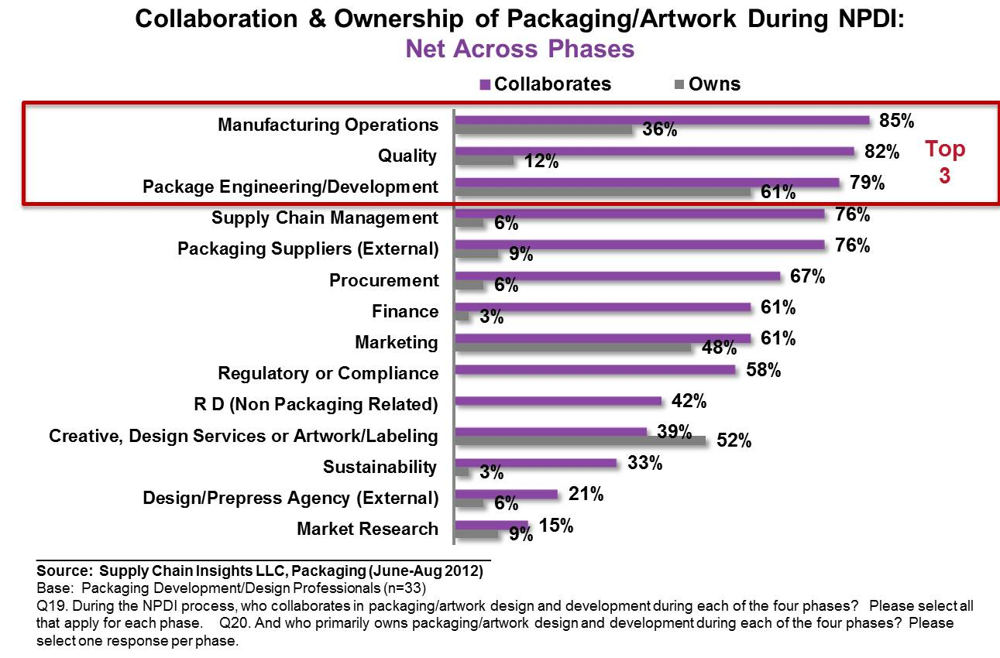 Collaboration & Ownership of Packaging/Artwork During NPDI:
Net Across Phases
Collaborates Owns
Manufacturing Operations 85% 36%
Quality 82% 12%
Top
3
Package Engineering/Development 79% 61%
Supply Chain Management 76% 6%
Packaging Suppliers (External) 76% 9%
Procurement 67% 6%
Finance 61% 3%
Marketing 61% 48%
Regulatory or Compliance 58%
R D (Non Packaging Related) 42%
Creative, Design Services or Artwork/Labeling 39% 52%
Sustainability 33% 3%
Design/Prepress Agency (External) 21% 6%
Market Research 15% 9%
Source: Supply Chain Insights LLC, Packaging (June-Aug 2012)
Base: Packaging Development/Design Professionals (n=33)
Q19. During the NPDI process, who collaborates in packaging/artwork design and development during each of the four phases? Please select all
that apply for each phase. Q20. And who primarily owns packaging/artwork design and development during each of the four phases? Please
select one response per phase.